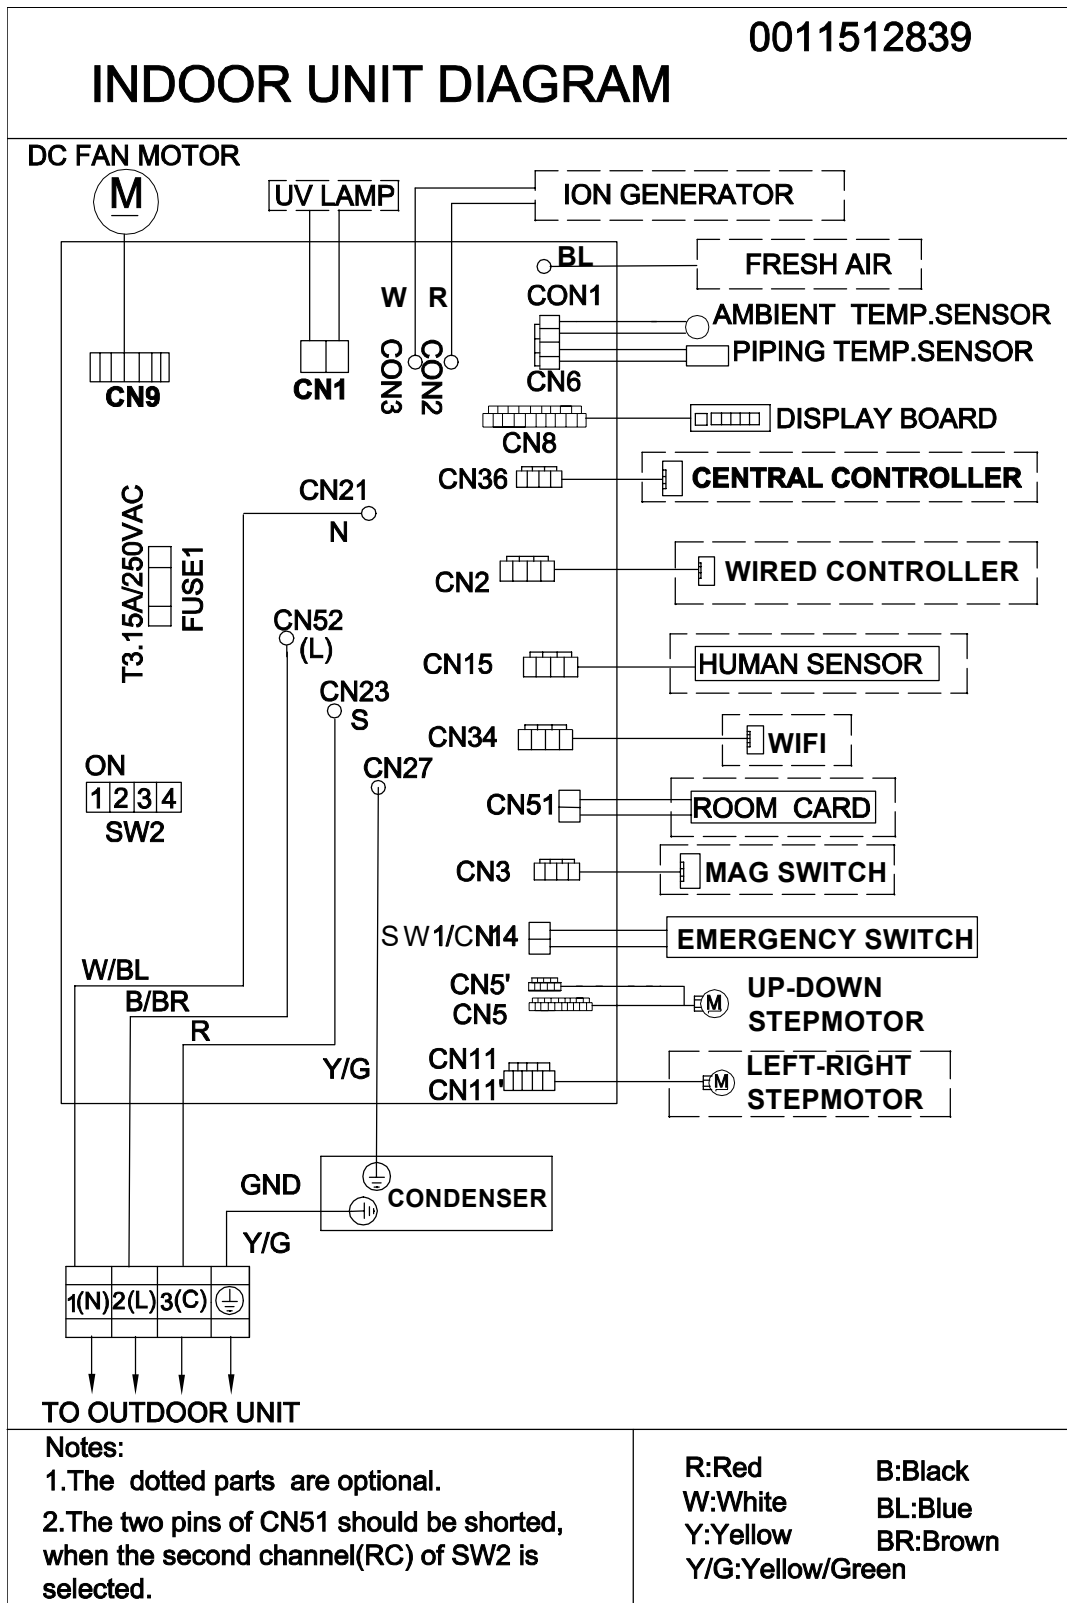 0011512839
INDOOR UNIT DIAGRAM
DC FAN MOTOR
M
UV LAMP
ION GENERATOR
BL
FRESH AIR
W
R
CON1
AMBIENT TEMP.SENSOR
PIPING TEMP.SENSOR
CN9
CN1
CON3
CON2
CN6
DISPLAY BOARD
CN8
CN36
CENTRAL CONTROLLER
CN21
N
T3.15A/250VAC
FUSE1
CN2
WIRED CONTROLLER
CN52
(L)
CN15
HUMAN SENSOR
CN23
S
CN34
WIFI
CN27
ON
1 2 3 4
SW2
CN51
ROOM CARD
CN3
MAG SWITCH
SW1/CN14
EMERGENCY SWITCH
W/BL
B/BR
R
CN5'
CN5
M
UP-DOWN
STEPMOTOR
Y/G
CN11
CN11'
M
LEFT-RIGHT
STEPMOTOR
GND
CONDENSER
Y/G
1(N) 2(L) 3(C)
TO OUTDOOR UNIT
Notes:
1.The dotted parts are optional.
2.The two pins of CN51 should be shorted,
when the second channel(RC) of SW2 is
selected.
R:Red
B:Black
W:White
BL:Blue
Y:Yellow
BR:Brown
Y/G:Yellow/Green